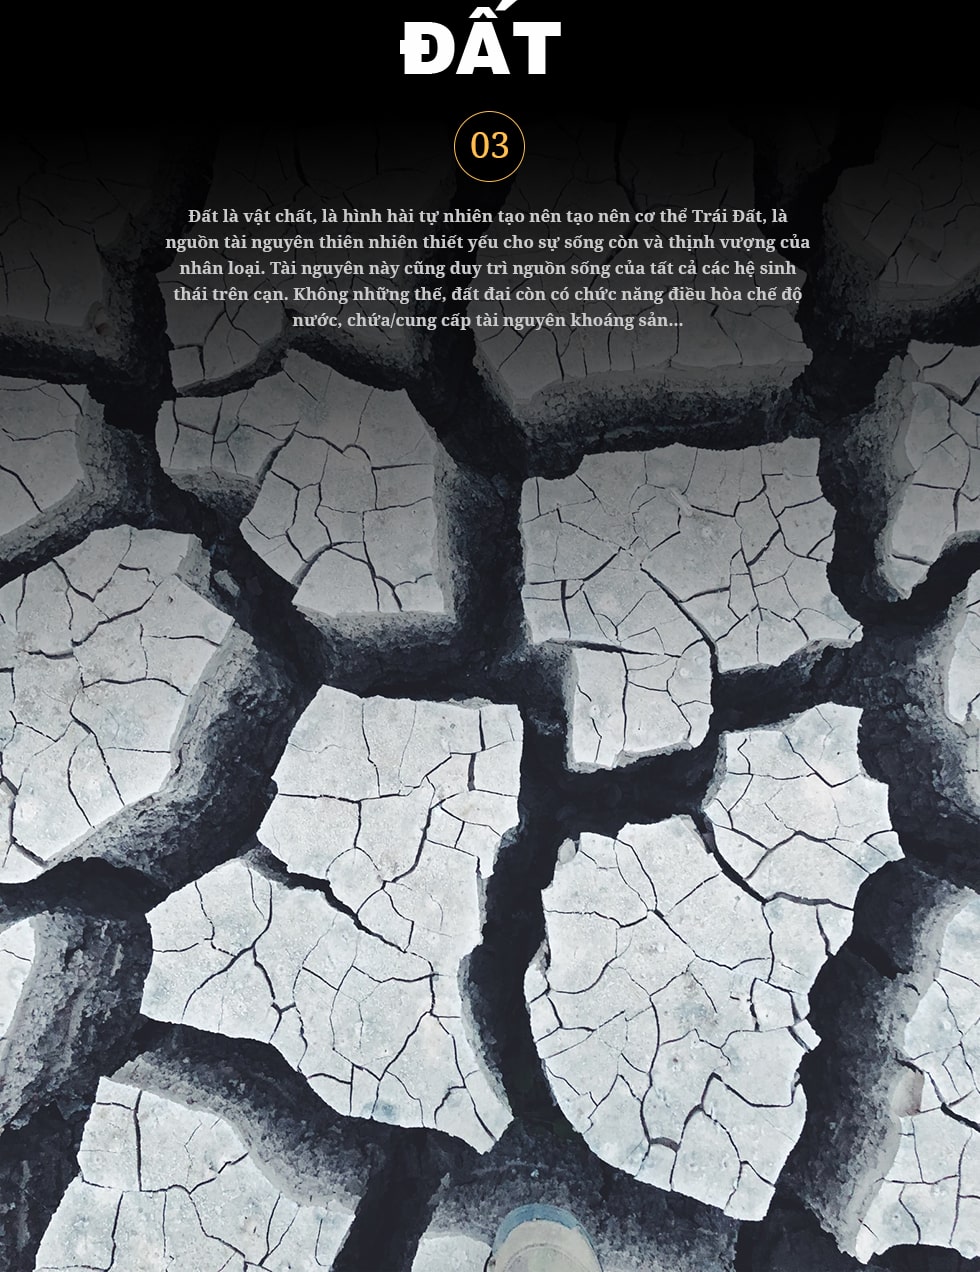 ĐẤT
03
Đất là vật chất, là hình hài tự nhiên tạo nên tạo nên cơ thể Trái Đất, là
nguồn tài nguyên thiên nhiên thiết yếu cho sự sống còn và thịnh vượng của
nhân loại. Tài nguyên này cũng duy trì nguồn sống của tất cả các hệ sinh
thái trên cạn. Không những thế, đất đai còn có chức năng điều hòa chế độ
nước, chứa/cung cấp tài nguyên khoáng sản...